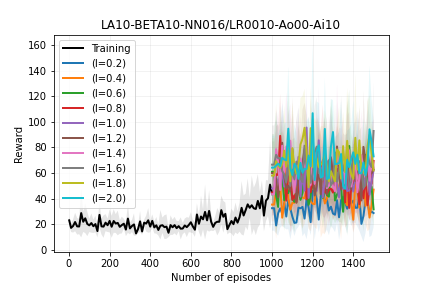 LA10-BETA10-NN016/LR0010-Ao00-Ai10
160
140
120
100
80
60
40
20
0
Reward
Training
(l=0.2)
(l=0.4)
(l=0.6)
(l=0.8)
(l=1.0)
(l=1.2)
(l=1.4)
(l=1.6)
(l=1.8)
(l=2.0)
0 200 400 600 800 1000 1200 1400
Number of episodes